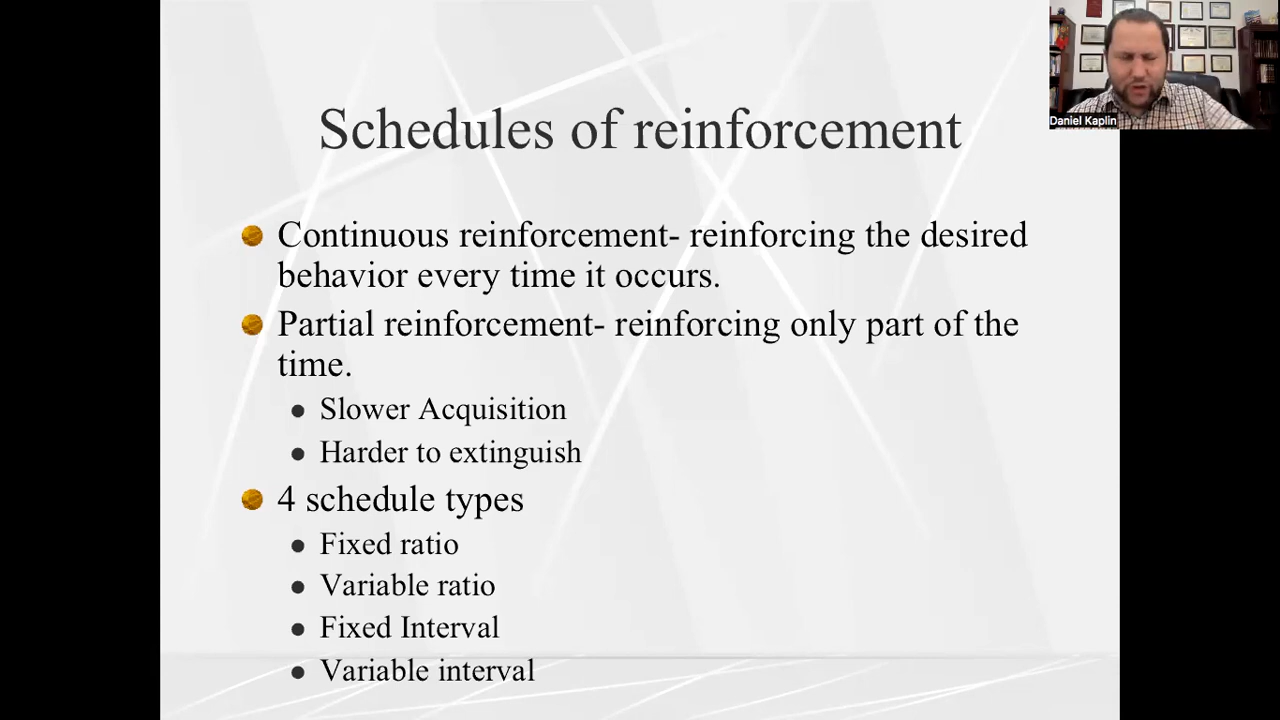 Schedules of reinforcement
Continuous reinforcement- reinforcing the desired
behavior every time it occurs.
Partial reinforcement- reinforcing only part of the
time.
Slower Acquisition
Harder to extinguish
4 schedule types
Fixed ratio
Variable ratio
Fixed Interval
Variable interval
Daniel Kaplin